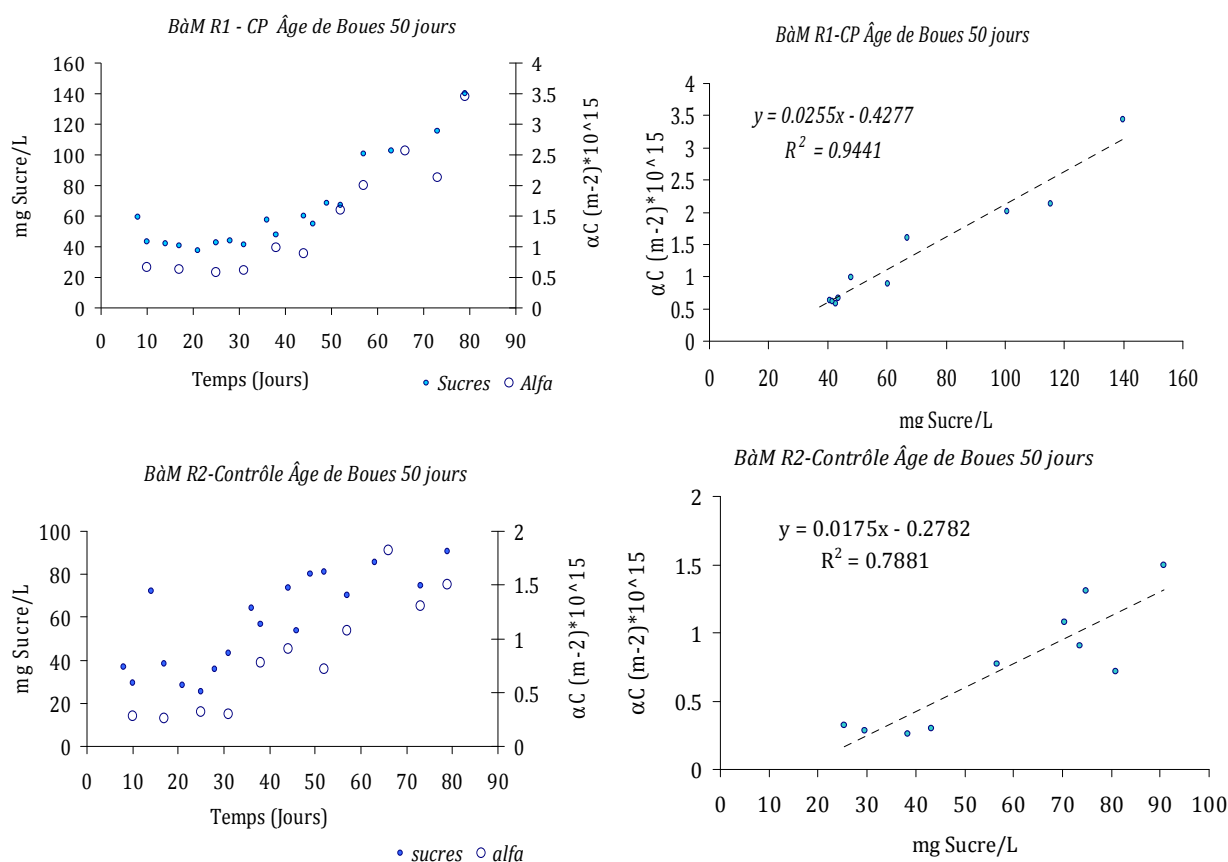 BàM R1 - CP Âge de Boues 50 jours
mg Sucre/L
160
140
120
100
80
60
40
20
0
4
3.5
3
2.5
2
1.5
1
0.5
0
αC (m-2)*10^15
0 10 20 30 40 50 60 70 80 90
Temps (Jours)
Sucres Alfa
BàM R1-CP Âge de Boues 50 jours
αC (m-2)*10^15
4
3.5
3
2.5
2
1.5
1
0.5
0
y = 0.0255x - 0.4277
R² = 0.9441
0 20 40 60 80 100 120 140 160
mg Sucre/L
BàM R2-Contrôle Âge de Boues 50 jours
mg Sucre/L
100
80
60
40
20
0
2
1.5
1
0.5
0
αC (m-2)*10^15
0 10 20 30 40 50 60 70 80 90
Temps (Jours)
sucres alfa
BàM R2-Contrôle Âge de Boues 50 jours
αC (m-2)*10^15
2
1.5
1
0.5
0
y = 0.0175x - 0.2782
R² = 0.7881
0 10 20 30 40 50 60 70 80 90 100
mg Sucre/L